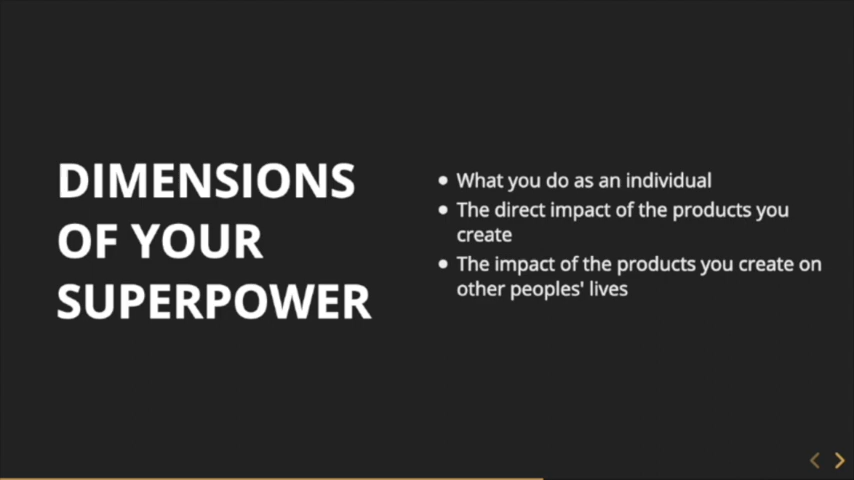 DIMENSIONS
OF YOUR
SUPERPOWER
• What you do as an individual
• The direct impact of the products you
create
• The impact of the products you create on
other peoples' lives